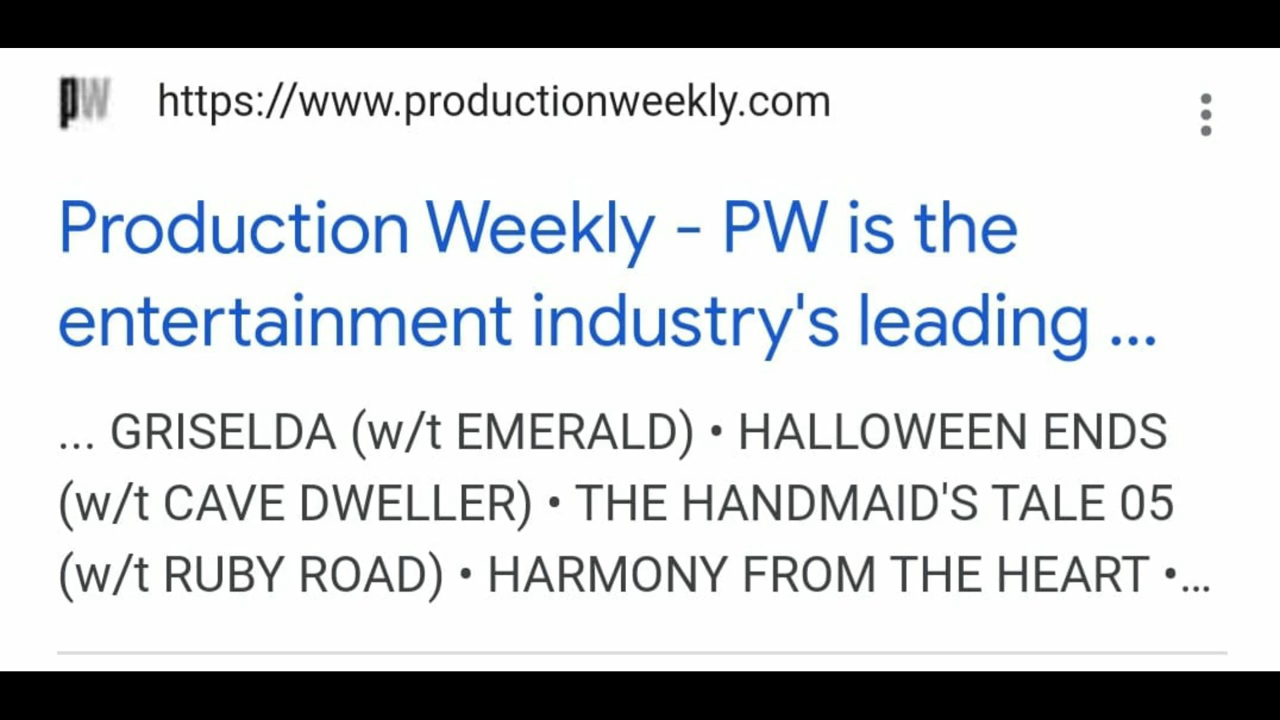 pW https://www.productionweekly.com
Production Weekly - PW is the
entertainment industry's leading ...
... GRISELDA (w/t EMERALD) • HALLOWEEN ENDS
(w/t CAVE DWELLER) • THE HANDMAID'S TALE 05
(w/t RUBY ROAD) • HARMONY FROM THE HEART •...